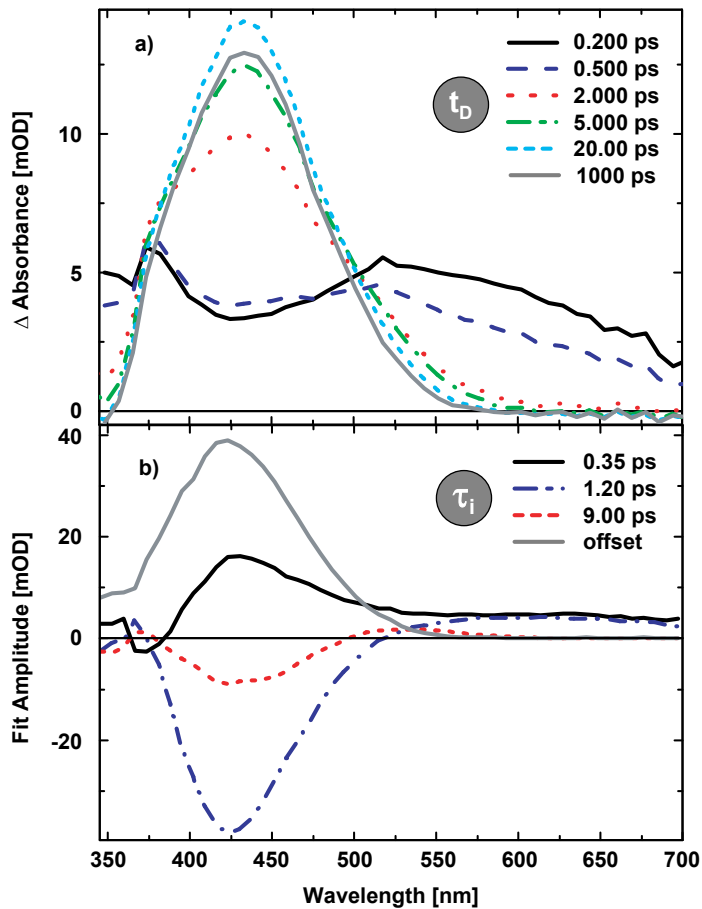 a)
0.200 ps
0.500 ps
2.000 ps
5.000 ps
20.00 ps
1000 ps
tD
Δ Absorbance [mOD]
10
5
0
b)
0.35 ps
1.20 ps
9.00 ps
offset
τi
Fit Amplitude [mOD]
40
20
0
-20
350 400 450 500 550 600 650 700
Wavelength [nm]